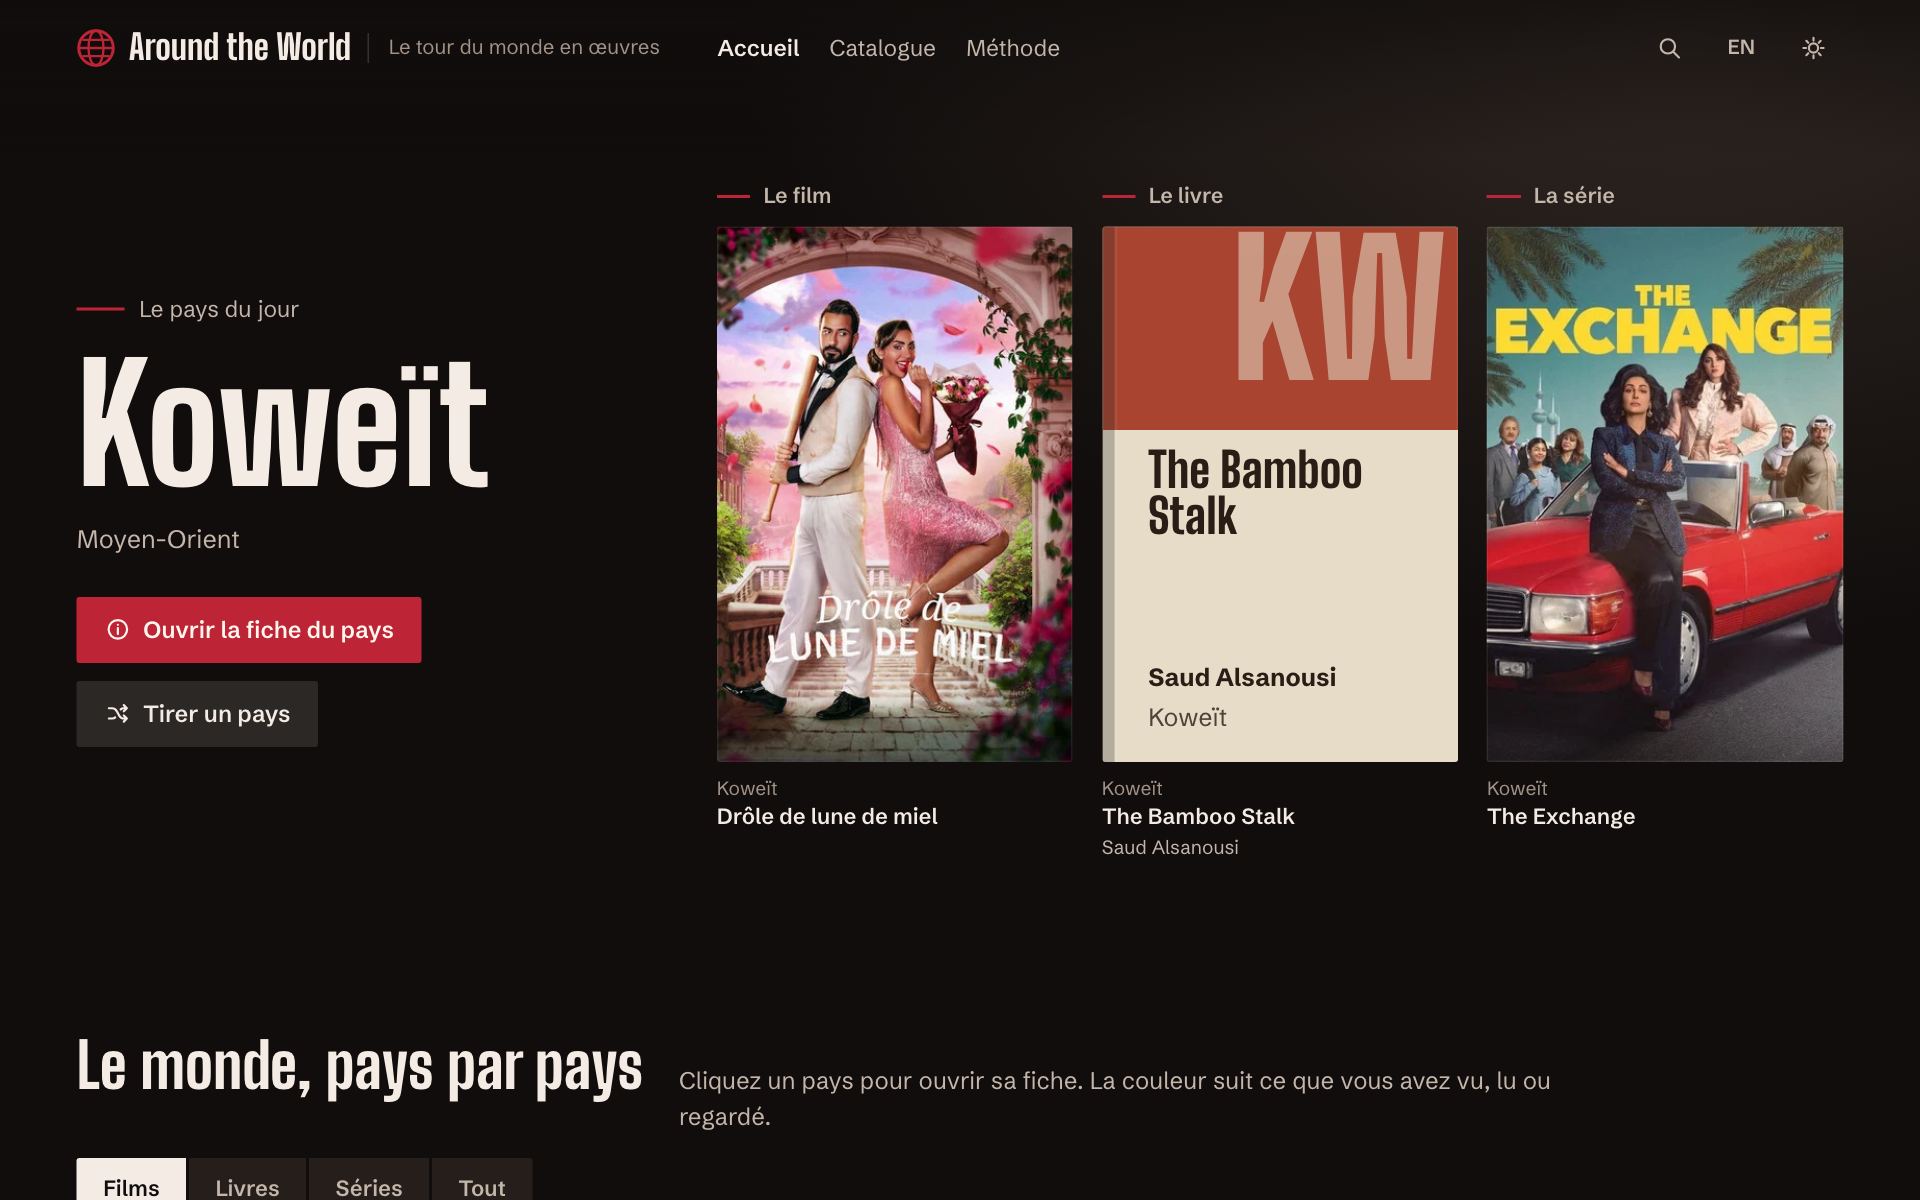 Around the World
Le tour du monde en œuvres
Accueil
Catalogue
Méthode
EN
Le pays du jour
Koweït
Moyen-Orient
Ouvrir la fiche du pays
Tirer un pays
Le film
Drôle de
LUNE DE MIEL
Koweït
Drôle de lune de miel
Le livre
KW
The Bamboo
Stalk
Saud Alsanousi
Koweït
Koweït
The Bamboo Stalk
Saud Alsanousi
La série
THE
EXCHANGE
Koweït
The Exchange
Le monde, pays par pays
Cliquez un pays pour ouvrir sa fiche. La couleur suit ce que vous avez vu, lu ou
regardé.
Films
Livres
Séries
Tout